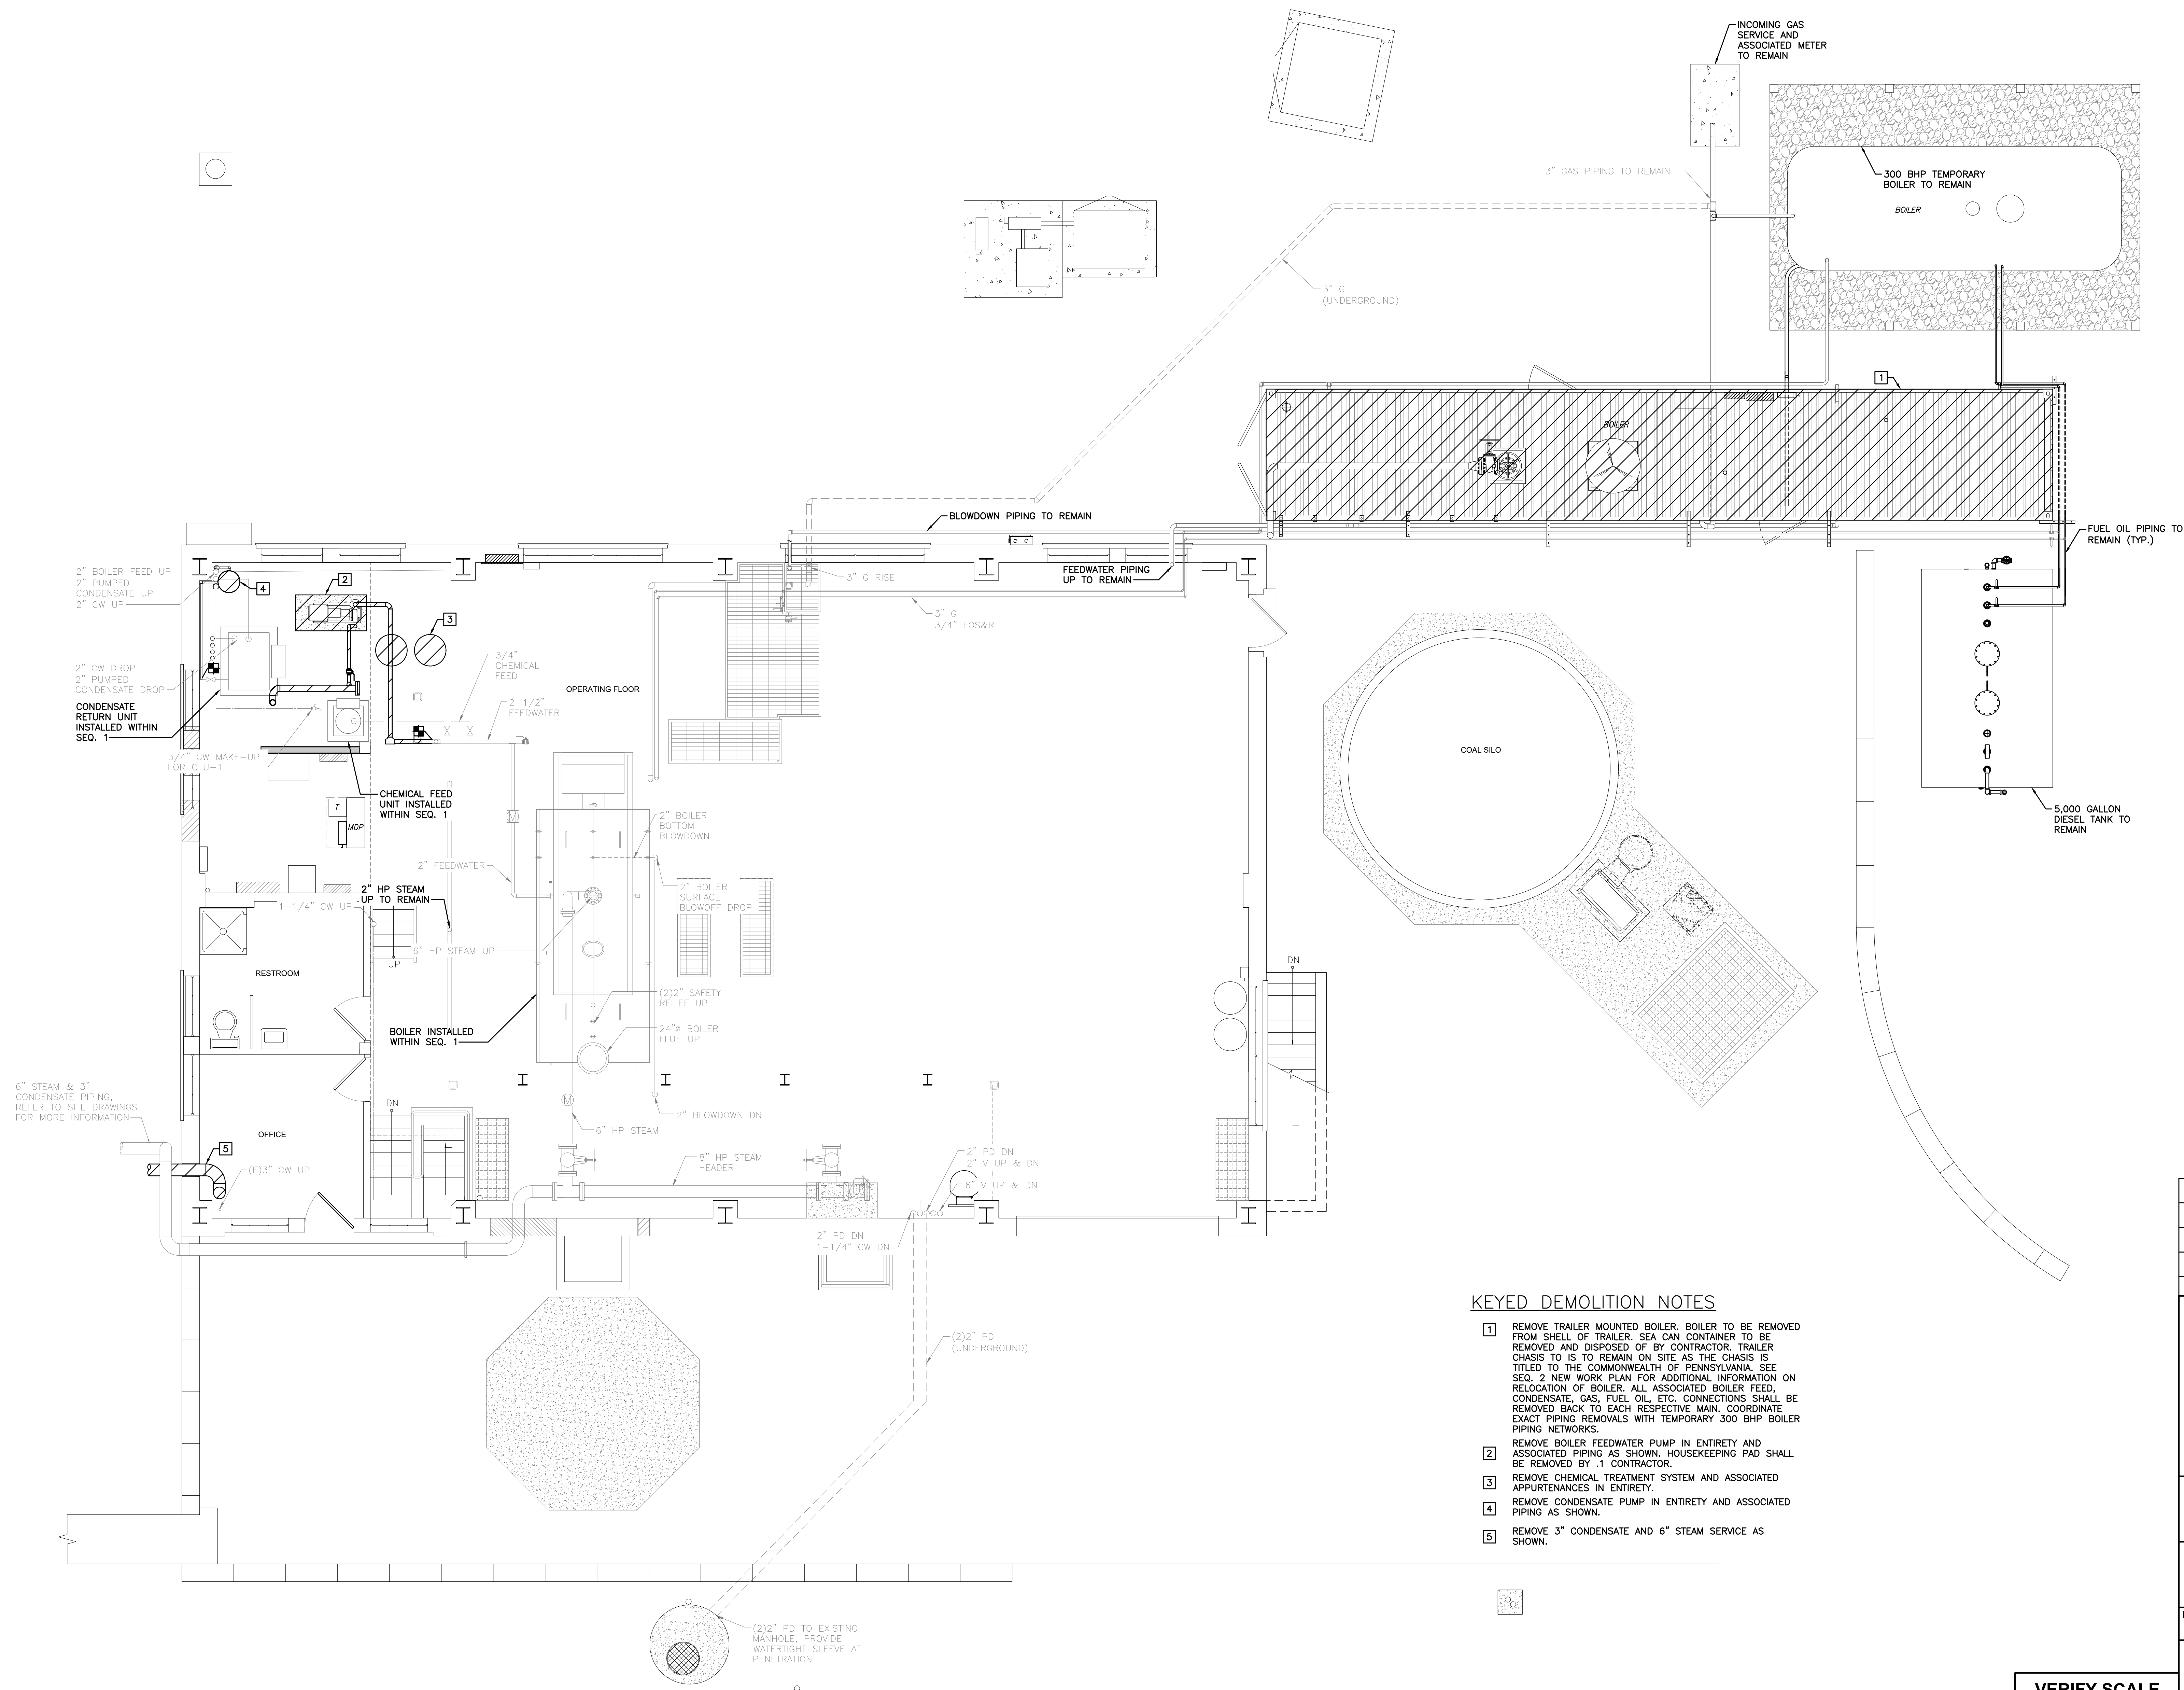 INCOMING GAS
SERVICE AND
ASSOCIATED METER
TO REMAIN
3" GAS PIPING TO REMAIN
300 BHP TEMPORARY
BOILER TO REMAIN
BOILER
3" G
(UNDERGROUND)
1
BOILER
BLOWDOWN PIPING TO REMAIN
FUEL OIL PIPING TO
REMAIN (TYP.)
2" BOILER FEED UP
2" PUMPED
CONDENSATE UP
2" CW UP
4
2
3
3" G RISE
FEEDWATER PIPING
UP TO REMAIN
3" G
3/4" FOS&R
2" CW DROP
2" PUMPED
CONDENSATE DROP
CONDENSATE
RETURN UNIT
INSTALLED WITHIN
SEQ. 1
3/4" CW MAKE-UP
FOR CFU-1
3/4"
CHEMICAL
FEED
OPERATING FLOOR
2-1/2"
FEEDWATER
COAL SILO
CHEMICAL FEED
UNIT INSTALLED
WITHIN SEQ. 1
T
MDP
2" BOILER
BOTTOM
BLOWDOWN
5,000 GALLON
DIESEL TANK TO
REMAIN
2" FEEDWATER
2" HP STEAM
UP TO REMAIN
1-1/4" CW UP
2" BOILER
SURFACE
BLOWOFF DROP
6" HP STEAM UP
UP
RESTROOM
DN
(2)2" SAFETY
RELIEF UP
BOILER INSTALLED
WITHIN SEQ. 1
24"ø BOILER
FLUE UP
6" STEAM & 3"
CONDENSATE PIPING,
REFER TO SITE DRAWINGS
FOR MORE INFORMATION
DN
2" BLOWDOWN DN
6" HP STEAM
OFFICE
5
(E)3" CW UP
8" HP STEAM
HEADER
2" PD DN
2" V UP & DN
6" V UP & DN
2" PD DN
1-1/4" CW DN
(2)2" PD
(UNDERGROUND)
(2)2" PD TO EXISTING
MANHOLE, PROVIDE
WATERTIGHT SLEEVE AT
PENETRATION
KEYED DEMOLITION NOTES
1 REMOVE TRAILER MOUNTED BOILER. BOILER TO BE REMOVED
FROM SHELL OF TRAILER. SEA CAN CONTAINER TO BE
REMOVED AND DISPOSED OF BY CONTRACTOR. TRAILER
CHASIS TO IS TO REMAIN ON SITE AS THE CHASIS IS
TITLED TO THE COMMONWEALTH OF PENNSYLVANIA. SEE
SEQ. 2 NEW WORK PLAN FOR ADDITIONAL INFORMATION ON
RELOCATION OF BOILER. ALL ASSOCIATED BOILER FEED,
CONDENSATE, GAS, FUEL OIL, ETC. CONNECTIONS SHALL BE
REMOVED BACK TO EACH RESPECTIVE MAIN. COORDINATE
EXACT PIPING REMOVALS WITH TEMPORARY 300 BHP BOILER
PIPING NETWORKS.
2 REMOVE BOILER FEEDWATER PUMP IN ENTIRETY AND
ASSOCIATED PIPING AS SHOWN. HOUSEKEEPING PAD SHALL
BE REMOVED BY .1 CONTRACTOR.
3 REMOVE CHEMICAL TREATMENT SYSTEM AND ASSOCIATED
APPURTENANCES IN ENTIRETY.
4 REMOVE CONDENSATE PUMP IN ENTIRETY AND ASSOCIATED
PIPING AS SHOWN.
5 REMOVE 3" CONDENSATE AND 6" STEAM SERVICE AS
SHOWN.
VERIFY SCALE